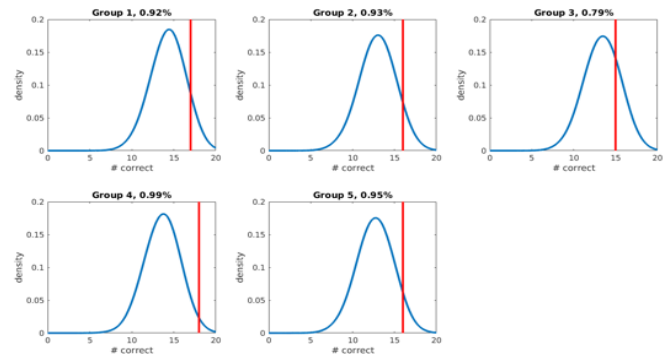 Group 1, 0.92%
Group 2, 0.93%
Group 3, 0.79%
0.2
0.15
0.1
0.05
0
density
0 5 10 15 20
# correct
0.2
0.15
0.1
0.05
0
density
0 5 10 15 20
# correct
0.2
0.15
0.1
0.05
0
density
0 5 10 15 20
# correct
Group 4, 0.99%
Group 5, 0.95%
0.2
0.15
0.1
0.05
0
density
0 5 10 15 20
# correct
0.2
0.15
0.1
0.05
0
density
0 5 10 15 20
# correct